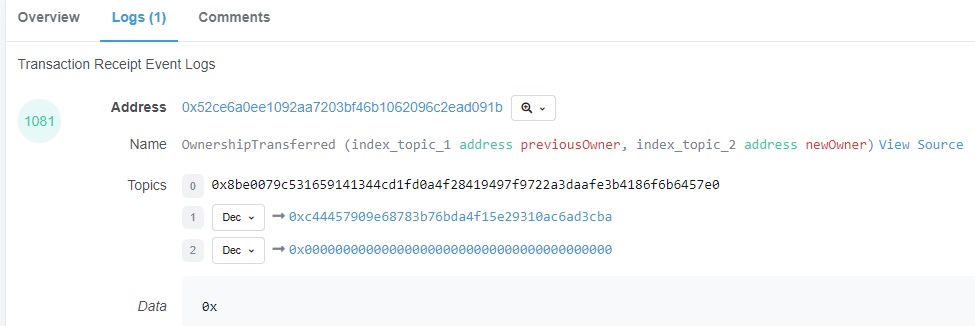 Overview Logs (1) Comments
Transaction Receipt Event Logs
1081 Address 0x52ce6a0ee1092aa7203bf46b1062096c2ead091b
Name OwnershipTransferred (index_topic_1 address previousOwner, index_topic_2 address newOwner) View Source
Topics 0 0x8be0079c531659141344cd1fd0a4f28419497f9722a3daafe3b4186f6b6457e0
1 Dec 0xc44457909e68783b76bda4f15e29310ac6ad3cba
2 Dec 0x0000000000000000000000000000000000000000
Data 0x